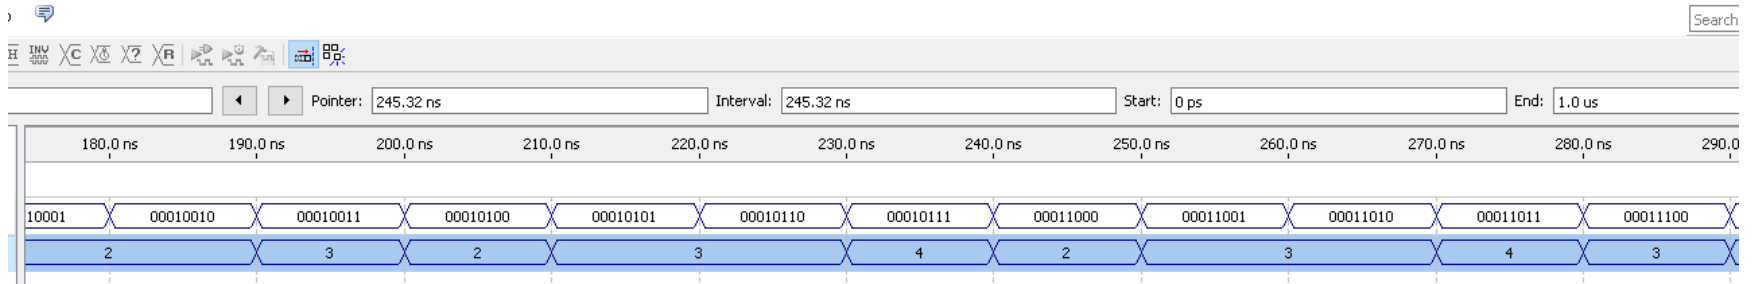 Search
H INV C ? R
Pointer: 245.32 ns Interval: 245.32 ns Start: 0 ps End: 1.0 us
180.0 ns 190.0 ns 200.0 ns 210.0 ns 220.0 ns 230.0 ns 240.0 ns 250.0 ns 260.0 ns 270.0 ns 280.0 ns 290.0
10001 00010010 00010011 00010100 00010101 00010110 00010111 00011000 00011001 00011010 00011011 00011100
2 3 2 3 4 2 3 4 3